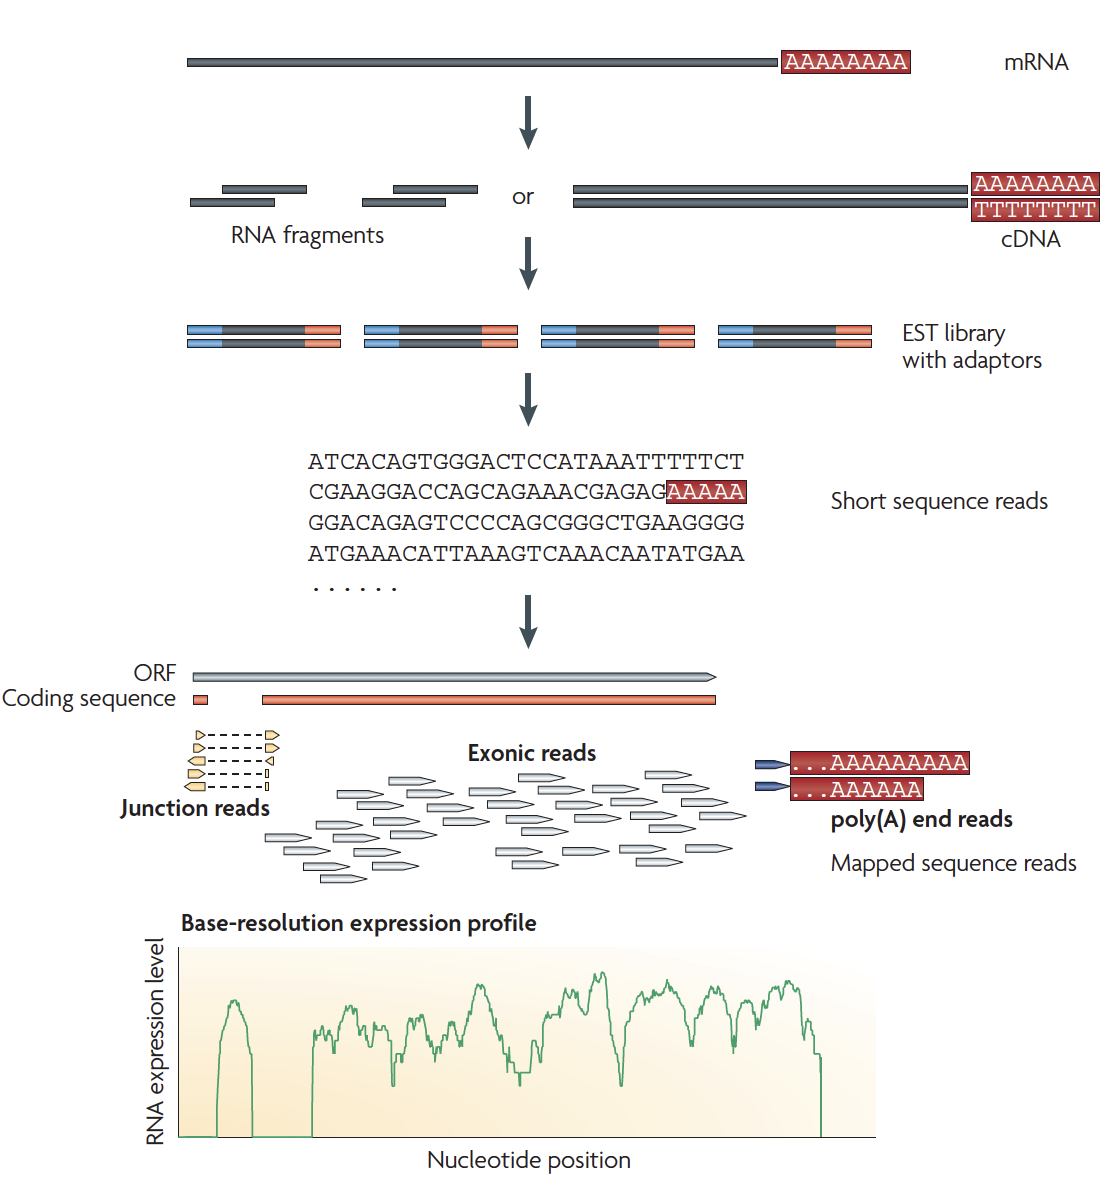 AAAAAAAA
mRNA
or
AAAAAAAA
TTTTTTTT
RNA fragments
cDNA
EST library
with adaptors
ATCACAGTGGGACTCCATAAATTTTTCT
CGAAGGACCAGCAGAAACGAGAGAAAAA
GGACAGAGTCCCCAGCGGGCTGAAGGGG
ATGAAACATTAAAGTCAAACAATATGAA
......
Short sequence reads
ORF
Coding sequence
Exonic reads
...AAAAAAAAA
...AAAAAA
Junction reads
poly(A) end reads
Mapped sequence reads
Base-resolution expression profile
RNA expression level
Nucleotide position